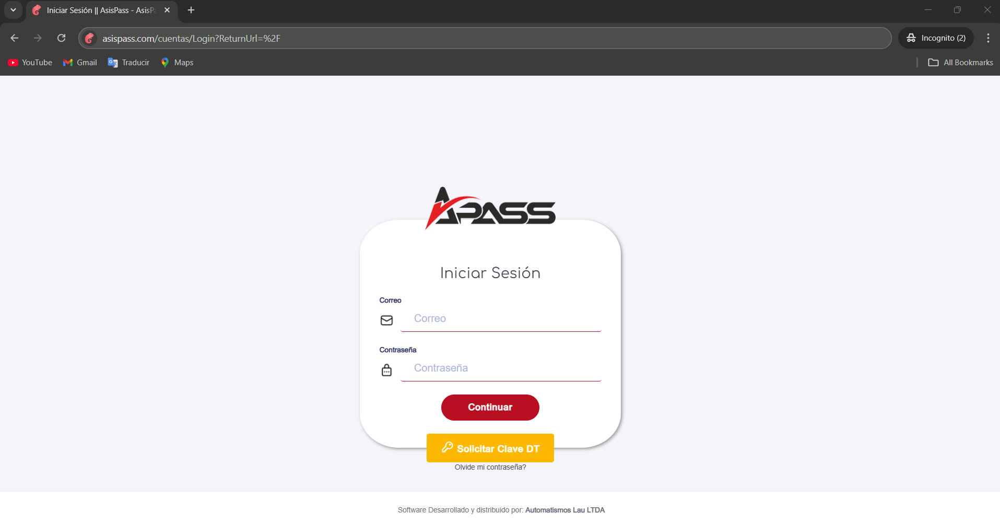 Iniciar Sesión || AsisPass - AsisPa
asispass.com/cuentas/Login?ReturnUrl=%2F
Incognito (2)
YouTube
Gmail
Traducir
Maps
All Bookmarks
APASS
Iniciar Sesión
Correo
Correo
Contraseña
Contraseña
Continuar
Solicitar Clave DT
Olvide mi contraseña?
Software Desarrollado y distribuido por: Automatismos Lau LTDA